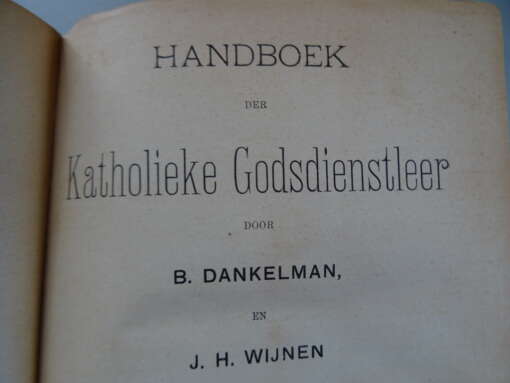 HANDBOEK
DER
Katholieke Godsdienstleer
DOOR
B. DANKELMAN,
EN
J. H. WIJNEN